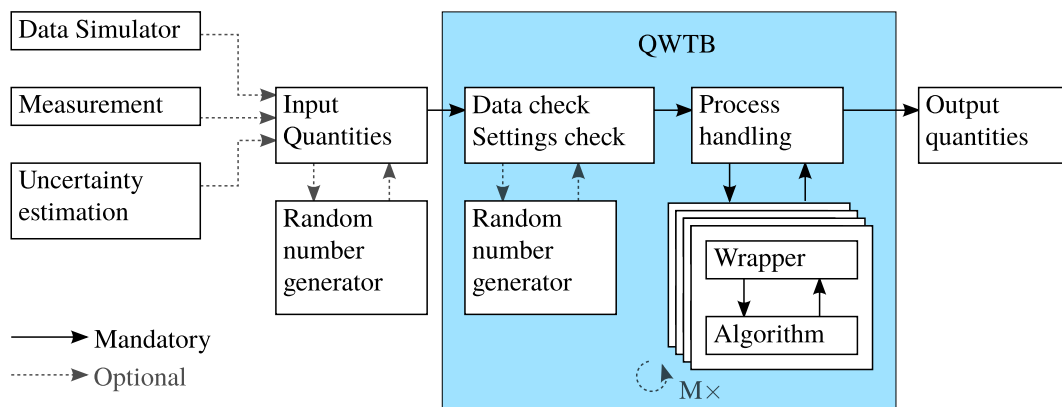 Data Simulator
Measurement
Uncertainty
estimation
Input
Quantities
Random
number
generator
QWTB
Data check
Settings check
Random
number
generator
Process
handling
Wrapper
Algorithm
M×
Output
quantities
Mandatory
Optional